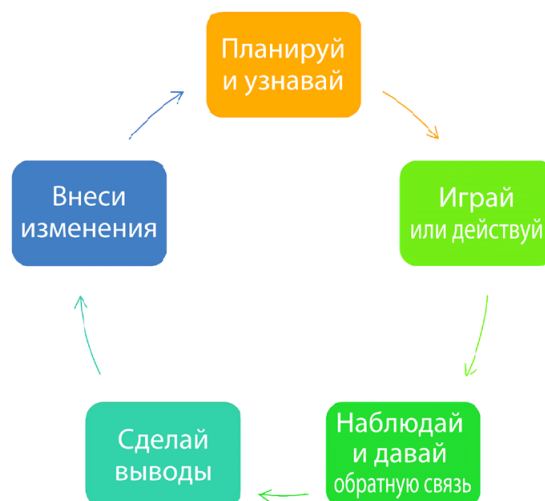 Планируй
и узнавай
Играй
или действуй
Наблюдай
и давай
обратную связь
Сделай
выводы
Внеси
изменения